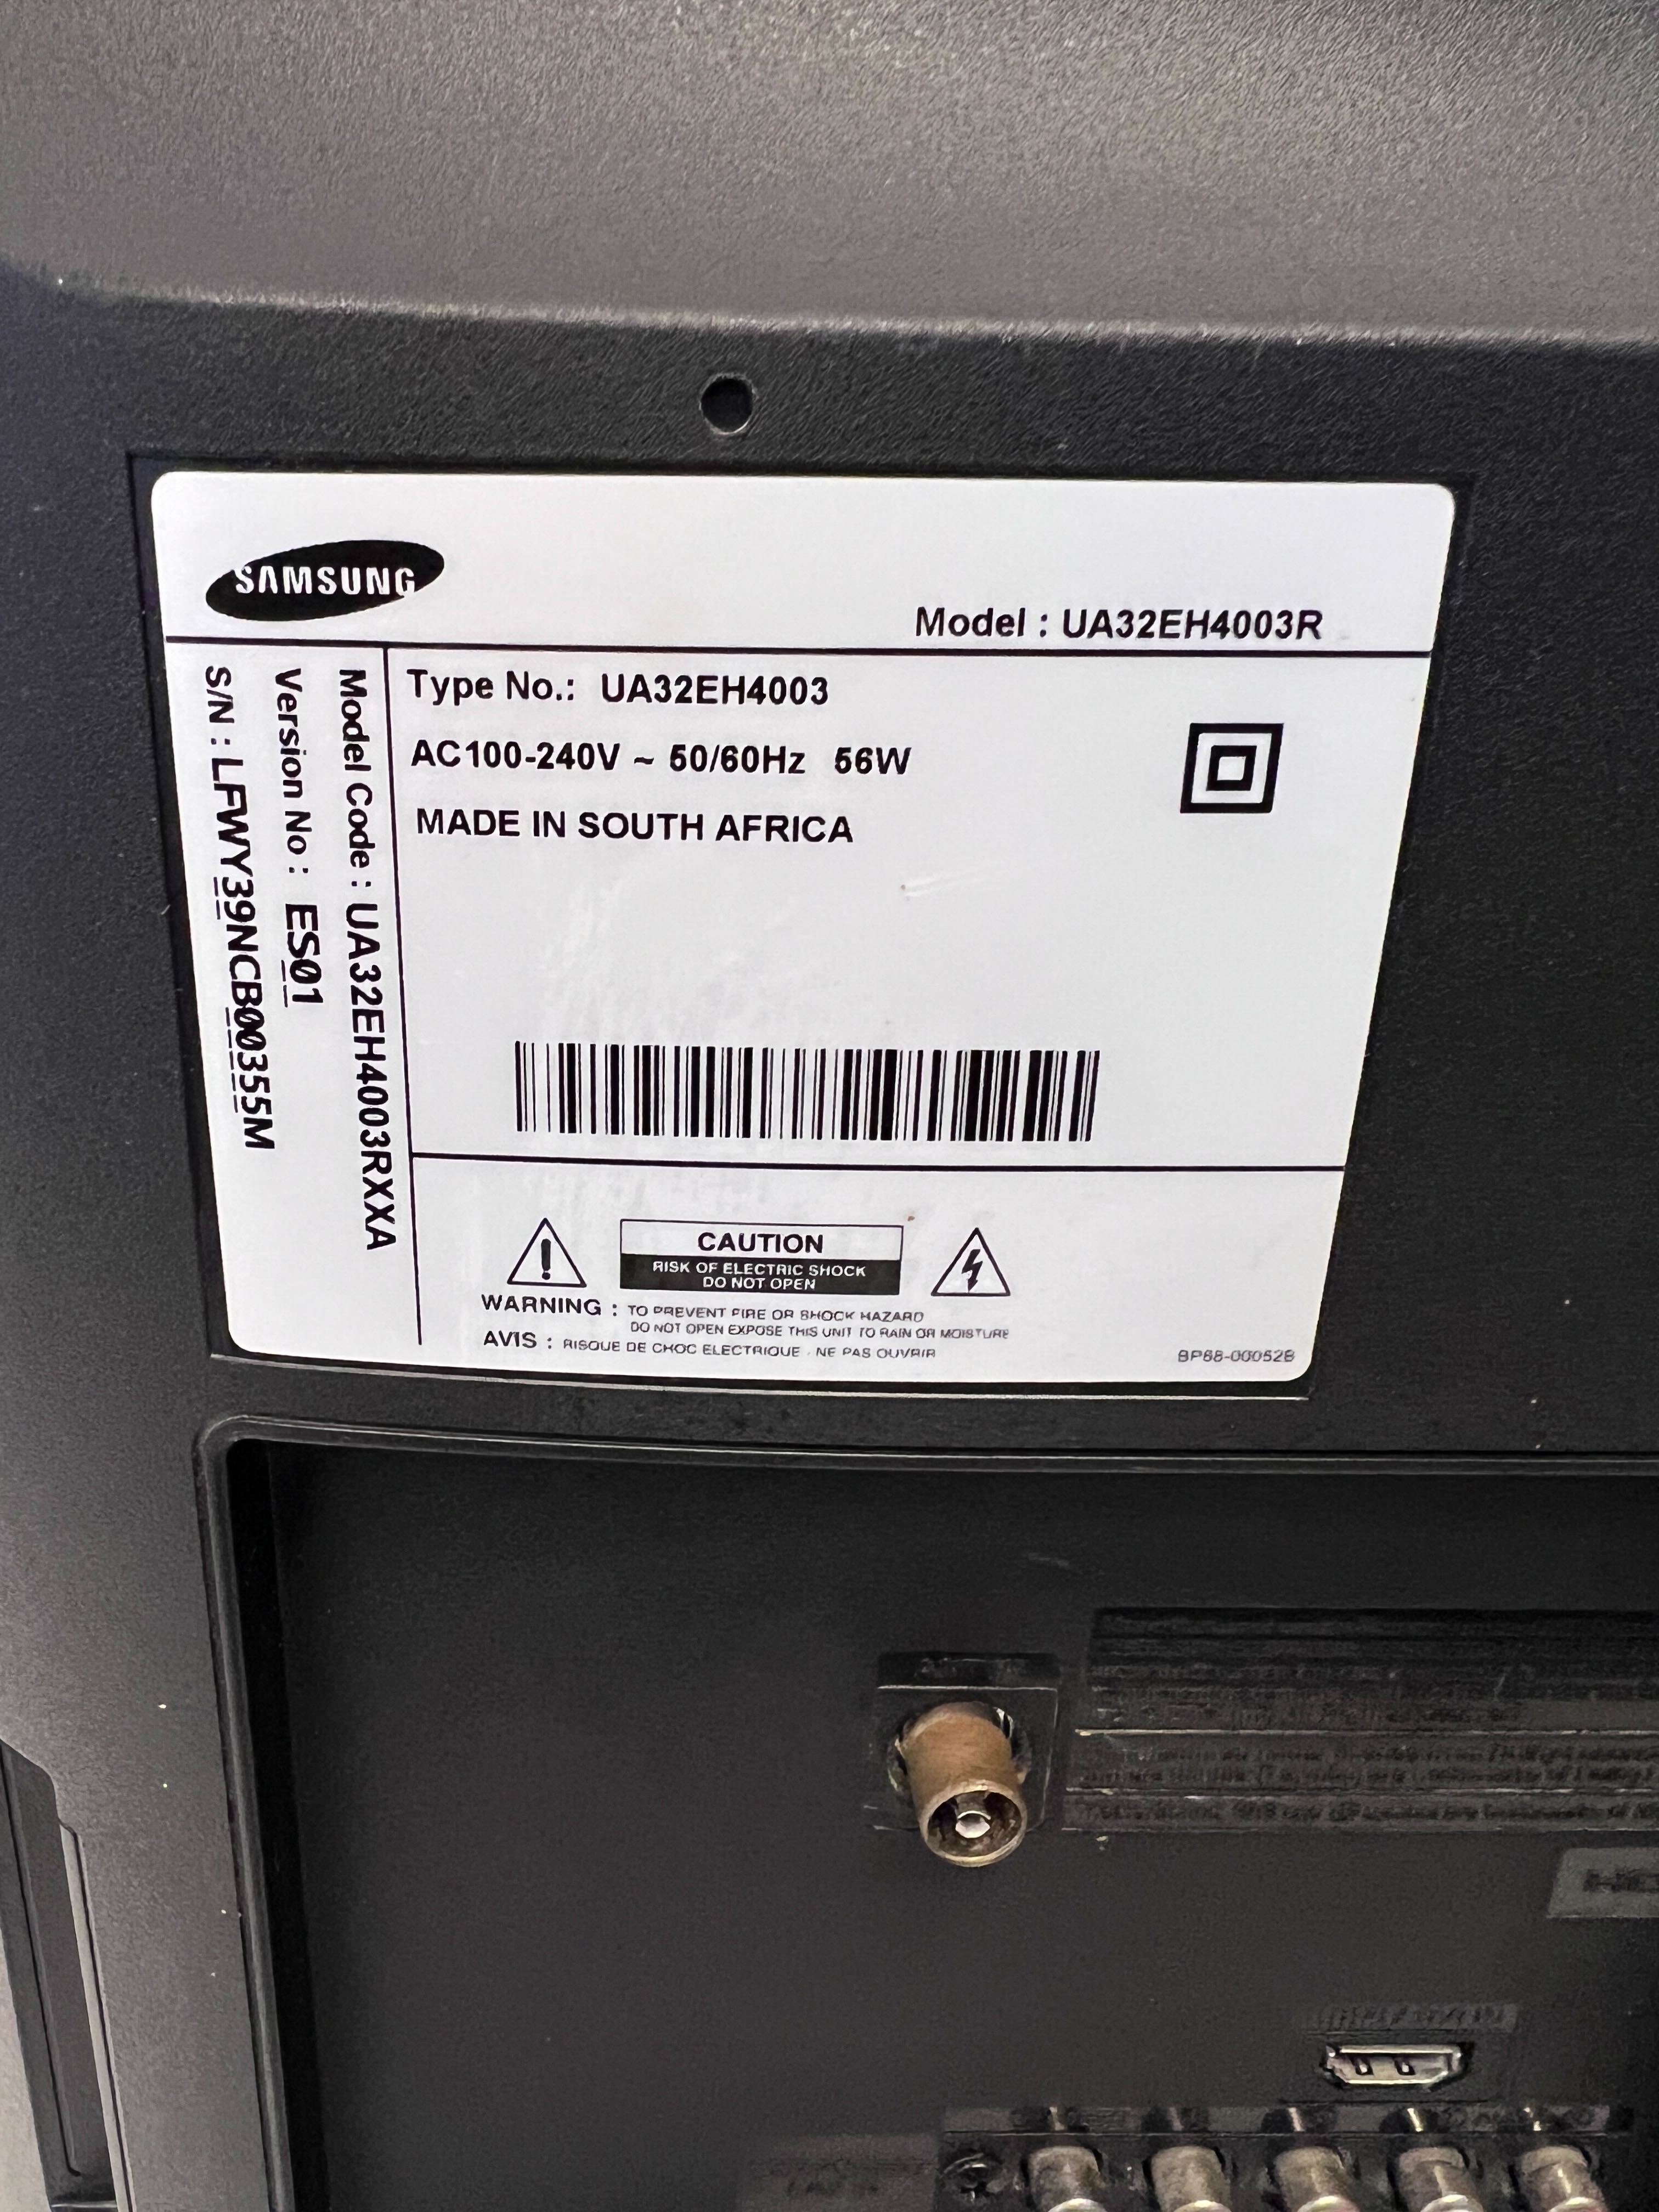 SAMSUNG
Model : UA32EH4003R
Type No.: UA32EH4003
AC100-240V ~ 50/60Hz 56W
MADE IN SOUTH AFRICA
Model Code : UA32EH4003RXXA
Version No : ES01
S/N : LFWY39NCB00355M
CAUTION
RISK OF ELECTRIC SHOCK
DO NOT OPEN
WARNING : TO PREVENT FIRE OR SHOCK HAZARD
DO NOT OPEN EXPOSE THIS UNIT TO RAIN OR MOISTURE
AVIS : RISQUE DE CHOC ELECTRIQUE . NE PAS OUVRIR
BP68-00052B